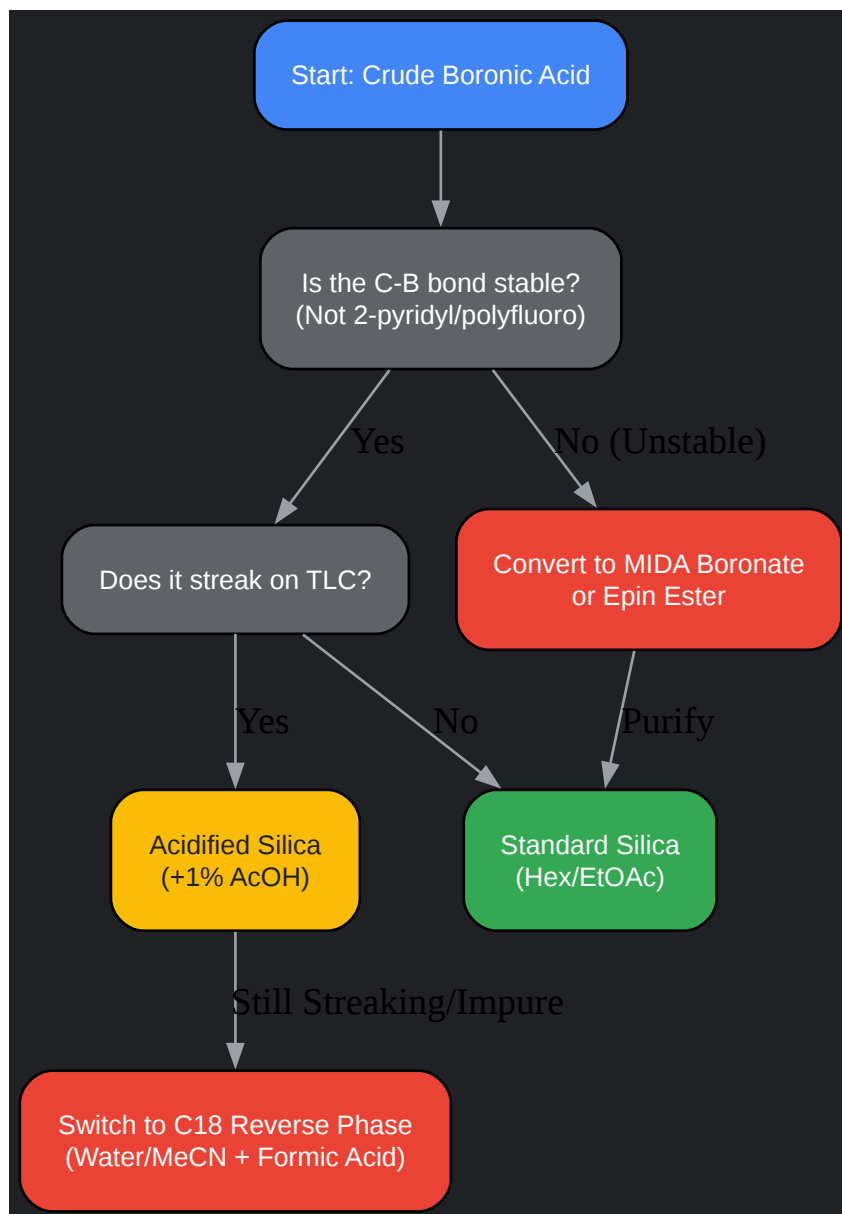 Start: Crude Boronic Acid
Is the C-B bond stable?
(Not 2-pyridyl/polyfluoro)
Yes
No (Unstable)
Does it streak on TLC?
Convert to MIDA Boronate
or Epin Ester
Yes
No
Purify
Acidified Silica
(+1% AcOH)
Standard Silica
(Hex/EtOAc)
Still Streaking/Impure
Switch to C18 Reverse Phase
(Water/MeCN + Formic Acid)